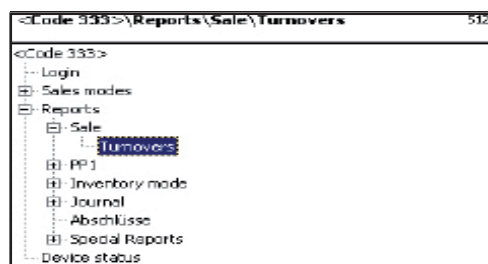 <Code 333>\Reports\Sale\Turnovers 512
<Code 333>
Login
Sales modes
Reports
Sale
Turnovers
PP1
Inventory mode
Journal
Abschlüsse
Special Reports
Device status